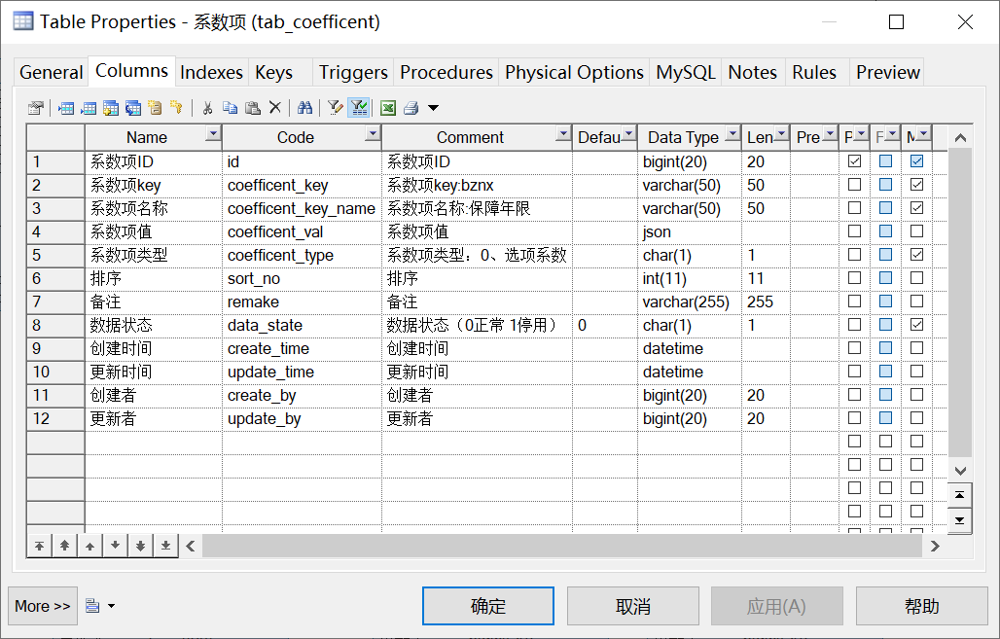 Table Properties - 系数项 (tab_coefficent)
General Columns Indexes Keys Triggers Procedures Physical Options MySQL Notes Rules Preview
Name Code Comment Defau Data Type Len Pre P F M
1 系数项ID id 系数项ID bigint(20) 20
2 系数项key coefficent_key 系数项key:bznx varchar(50) 50
3 系数项名称 coefficent_key_name 系数项名称:保障年限 varchar(50) 50
4 系数项值 coefficent_val 系数项值 json
5 系数项类型 coefficent_type 系数项类型：0、选项系数 char(1) 1
6 排序 sort_no 排序 int(11) 11
7 备注 remake 备注 varchar(255) 255
8 数据状态 data_state 数据状态（0正常 1停用） 0 char(1) 1
9 创建时间 create_time 创建时间 datetime
10 更新时间 update_time 更新时间 datetime
11 创建者 create_by 创建者 bigint(20) 20
12 更新者 update_by 更新者 bigint(20) 20
More >> 确定 取消 应用(A) 帮助